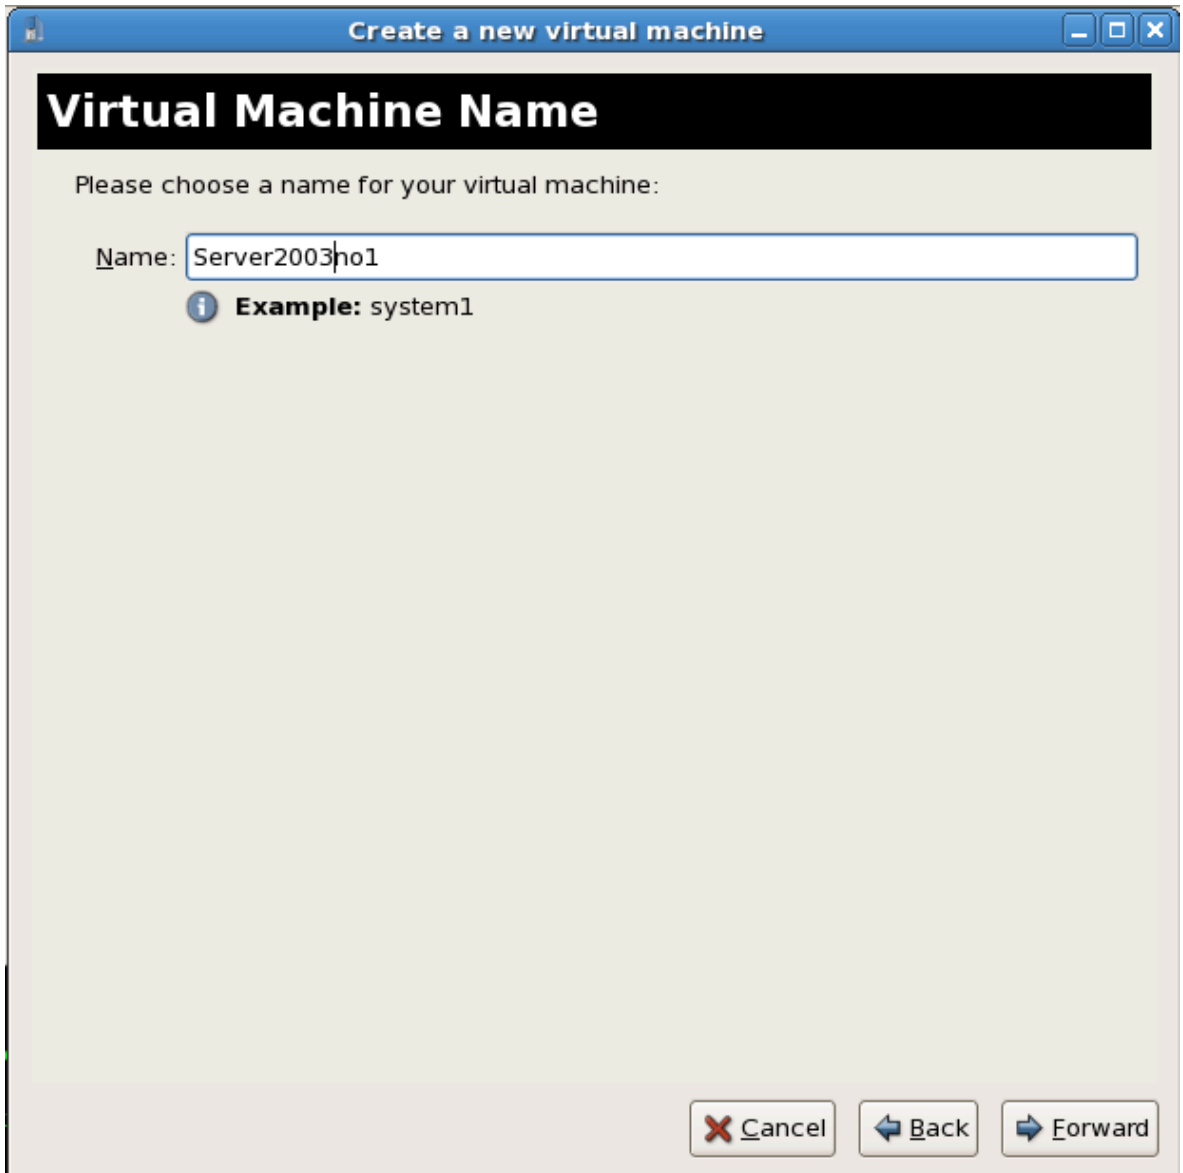 Create a new virtual machine
Virtual Machine Name
Please choose a name for your virtual machine:
Name: Server2003no1
Example: system1
Cancel Back Forward